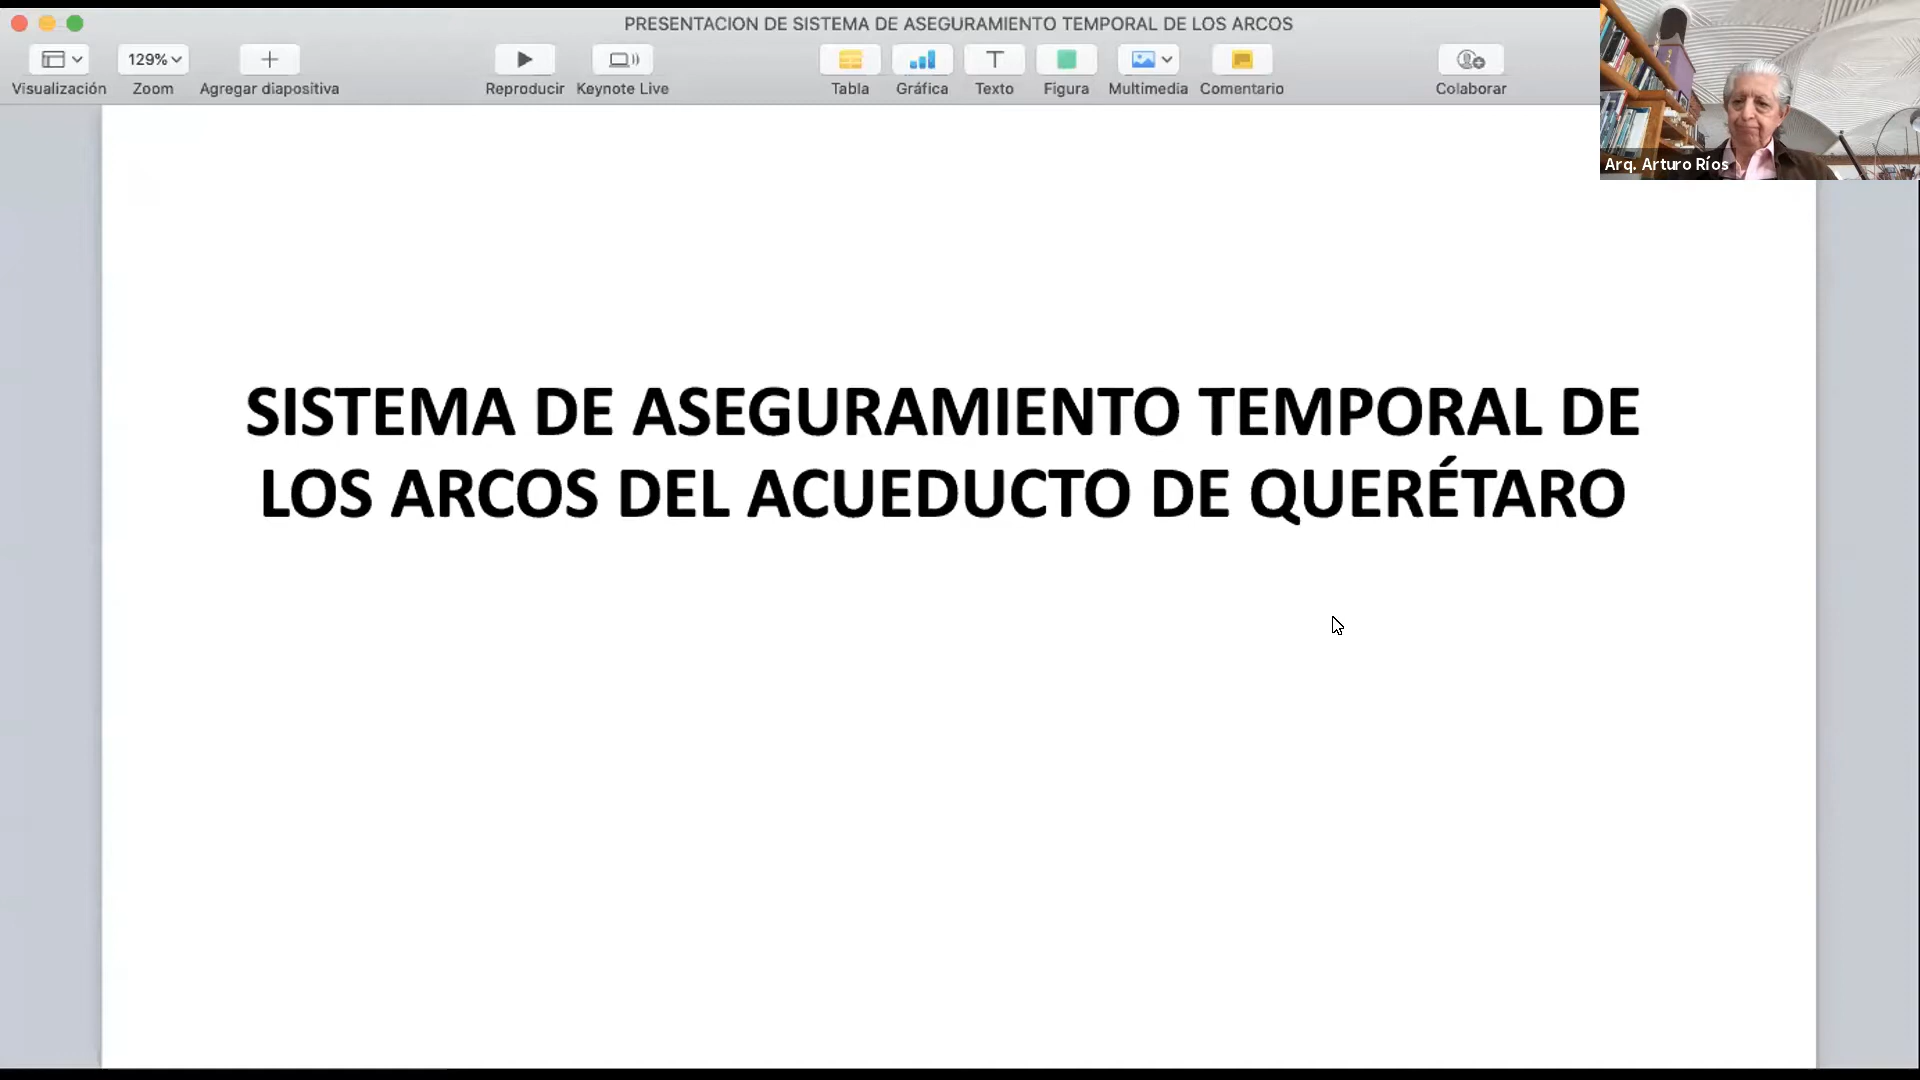 PRESENTACION DE SISTEMA DE ASEGURAMIENTO TEMPORAL DE LOS ARCOS
129%
Visualización Zoom Agregar diapositiva Reproducir Keynote Live Tabla Gráfica Texto Figura Multimedia Comentario Colaborar
Arq. Arturo Ríos
SISTEMA DE ASEGURAMIENTO TEMPORAL DE
LOS ARCOS DEL ACUEDUCTO DE QUERÉTARO